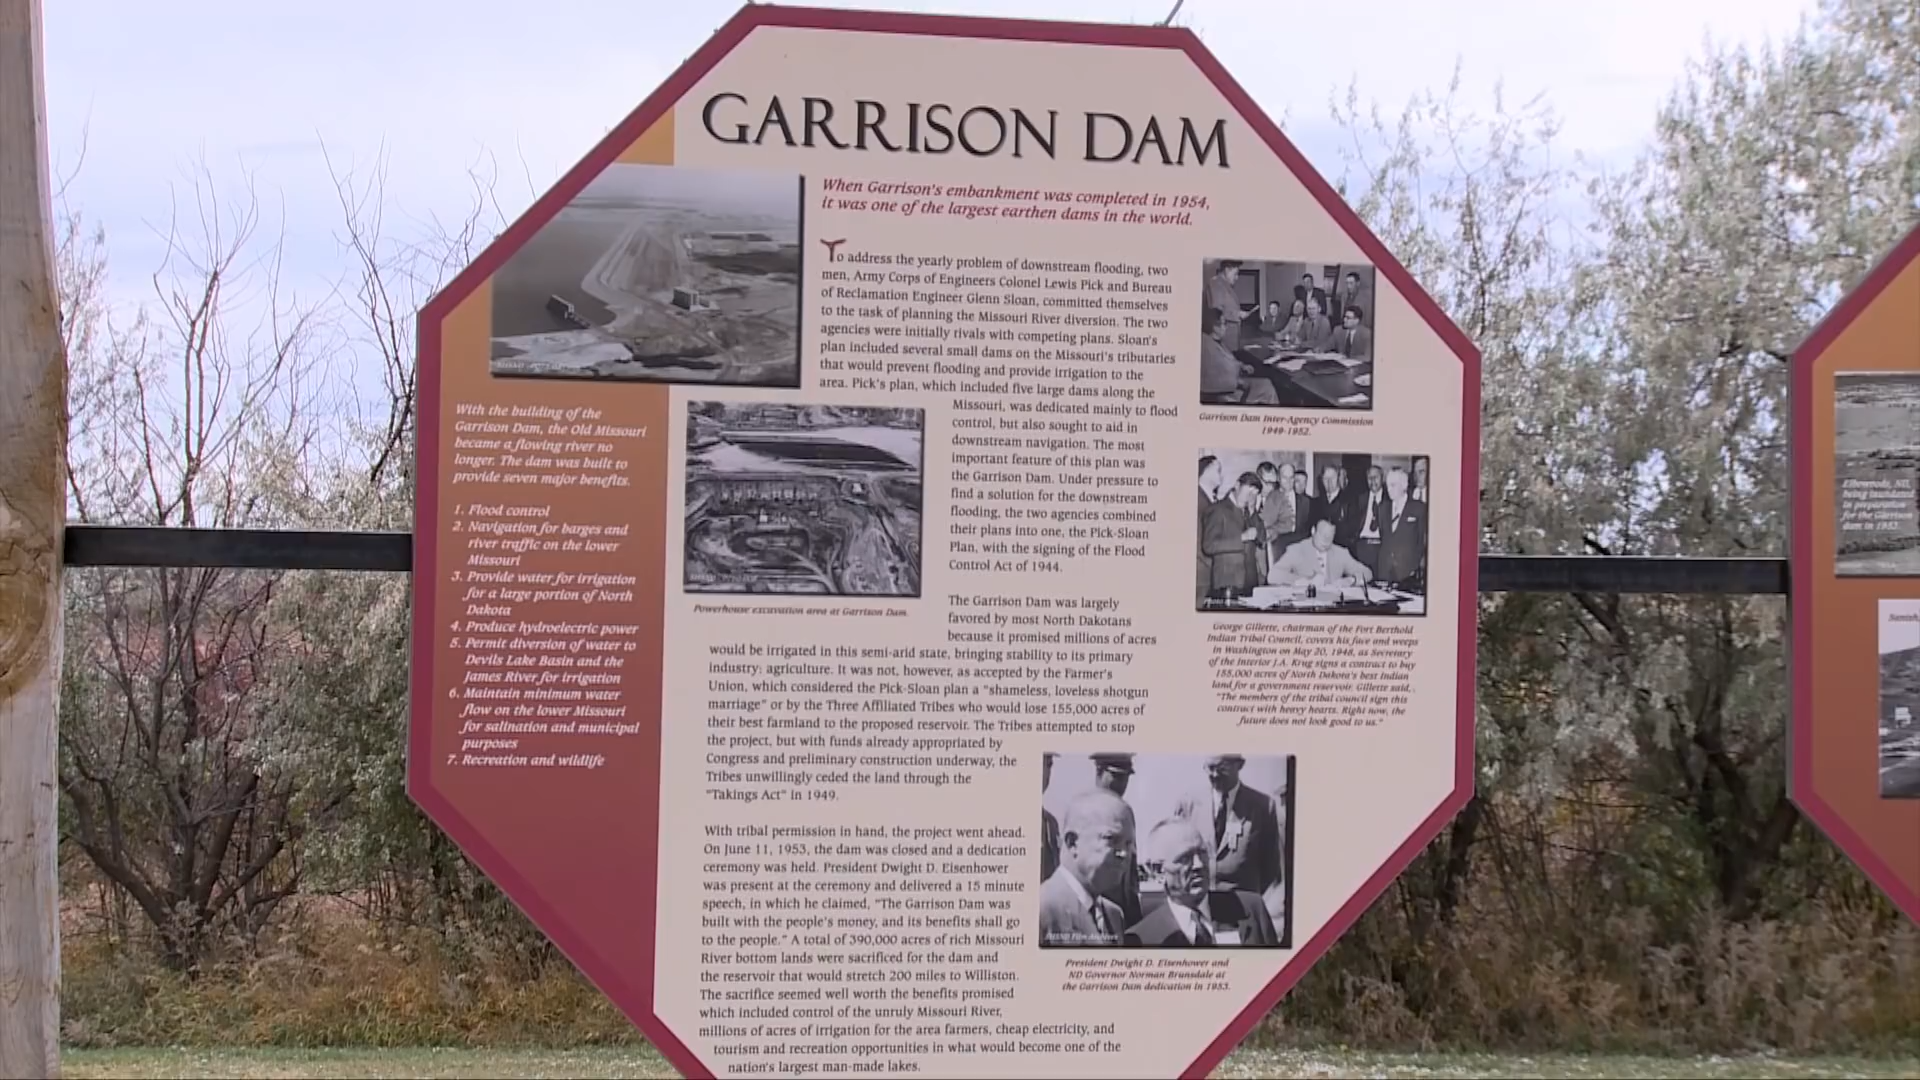 GARRISON DAM
When Garrison's embankment was completed in 1954,
it was one of the largest earthen dams in the world.
To address the yearly problem of downstream flooding, two
men, Army Corps of Engineers Colonel Lewis Pick and Bureau
of Reclamation Engineer Glenn Sloan, committed themselves
to the task of planning the Missouri River diversion. The two
agencies were initially rivals with competing plans. Sloan's
plan included several small dams on the Missouri's tributaries
that would prevent flooding and provide irrigation to the
area. Pick's plan, which included five large dams along the
Missouri, was dedicated mainly to flood
control, but also sought to aid in
downstream navigation. The most
important feature of this plan was
the Garrison Dam. Under pressure to
find a solution for the downstream
flooding, the two agencies combined
their plans into one, the Pick-Sloan
Plan, with the signing of the Flood
Control Act of 1944.
The Garrison Dam was largely
favored by most North Dakotans
because it promised millions of acres
would be irrigated in this semi-arid state, bringing stability to its primary
industry: agriculture. It was not, however, as accepted by the Farmer's
Union, which considered the Pick-Sloan plan a "shameless, loveless shotgun
marriage" or by the Three Affiliated Tribes who would lose 155,000 acres of
their best farmland to the proposed reservoir. The Tribes attempted to stop
the project, but with funds already appropriated by
Congress and preliminary construction underway, the
Tribes unwillingly ceded the land through the
"Takings Act" in 1949.
With tribal permission in hand, the project went ahead.
On June 11, 1953, the dam was closed and a dedication
ceremony was held. President Dwight D. Eisenhower
was present at the ceremony and delivered a 15 minute
speech, in which he claimed, "The Garrison Dam was
built with the people's money, and its benefits shall go
to the people." A total of 390,000 acres of rich Missouri
River bottom lands were sacrificed for the dam and
the reservoir that would stretch 200 miles to Williston.
The sacrifice seemed well worth the benefits promised
which included control of the unruly Missouri River,
millions of acres of irrigation for the area farmers, cheap electricity, and
tourism and recreation opportunities in what would become one of the
nation's largest man-made lakes.
With the building of the
Garrison Dam, the Old Missouri
became a flowing river no
longer. The dam was built to
provide seven major benefits.
1. Flood control
2. Navigation for barges and
river traffic on the lower
Missouri
3. Provide water for irrigation
for a large portion of North
Dakota
4. Produce hydroelectric power
5. Permit diversion of water to
Devils Lake Basin and the
James River for irrigation
6. Maintain minimum water
flow on the lower Missouri
for salination and municipal
purposes
7. Recreation and wildlife
Powerhouse excavation area at Garrison Dam.
Garrison Dam Inter-Agency Commission
1949-1952.
George Gillette, chairman of the Fort Berthold
Indian Tribal Council, covers his face and weeps
in Washington on May 20, 1948, as Secretary
of the Interior J.A. Krug signs a contract to buy
155,000 acres of North Dakota's best Indian
land for a government reservoir. Gillette said,
"The members of the tribal council sign this
contract with heavy hearts. Right now, the
future does not look good to us."
SHSND Film Archives
President Dwight D. Eisenhower and
ND Governor Norman Brunsdale at
the Garrison Dam dedication in 1953.
Elbowoods, ND,
being inundated
in preparation
for the Garrison
dam in 1952.